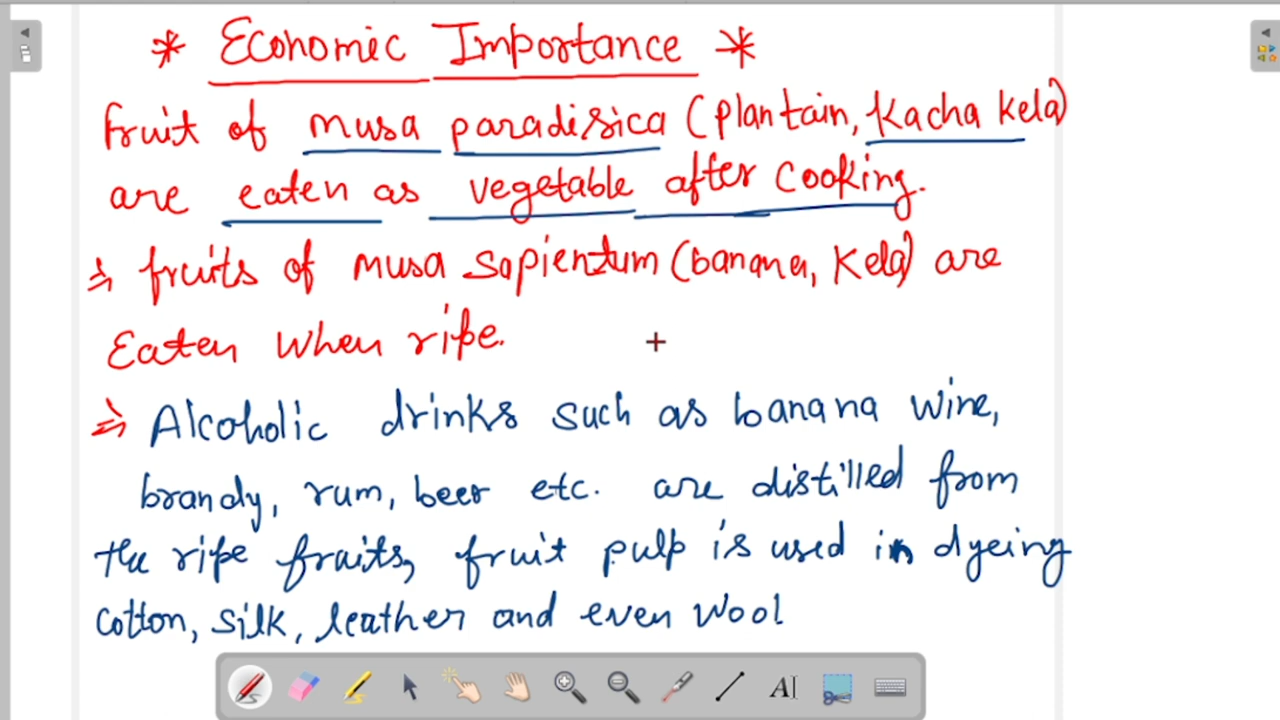 * Economic Importance *
fruit of musa paradisica (plantain, Kacha kela)
are eaten as vegetable after cooking.
⇒ fruits of musa sapientum (banana, Kela) are
Eaten when ripe.
⇒ Alcoholic drinks such as banana wine,
brandy, rum, beer etc. are distilled from
the ripe fruits, fruit pulp is used in dyeing
cotton, silk, leather and even wool
AI